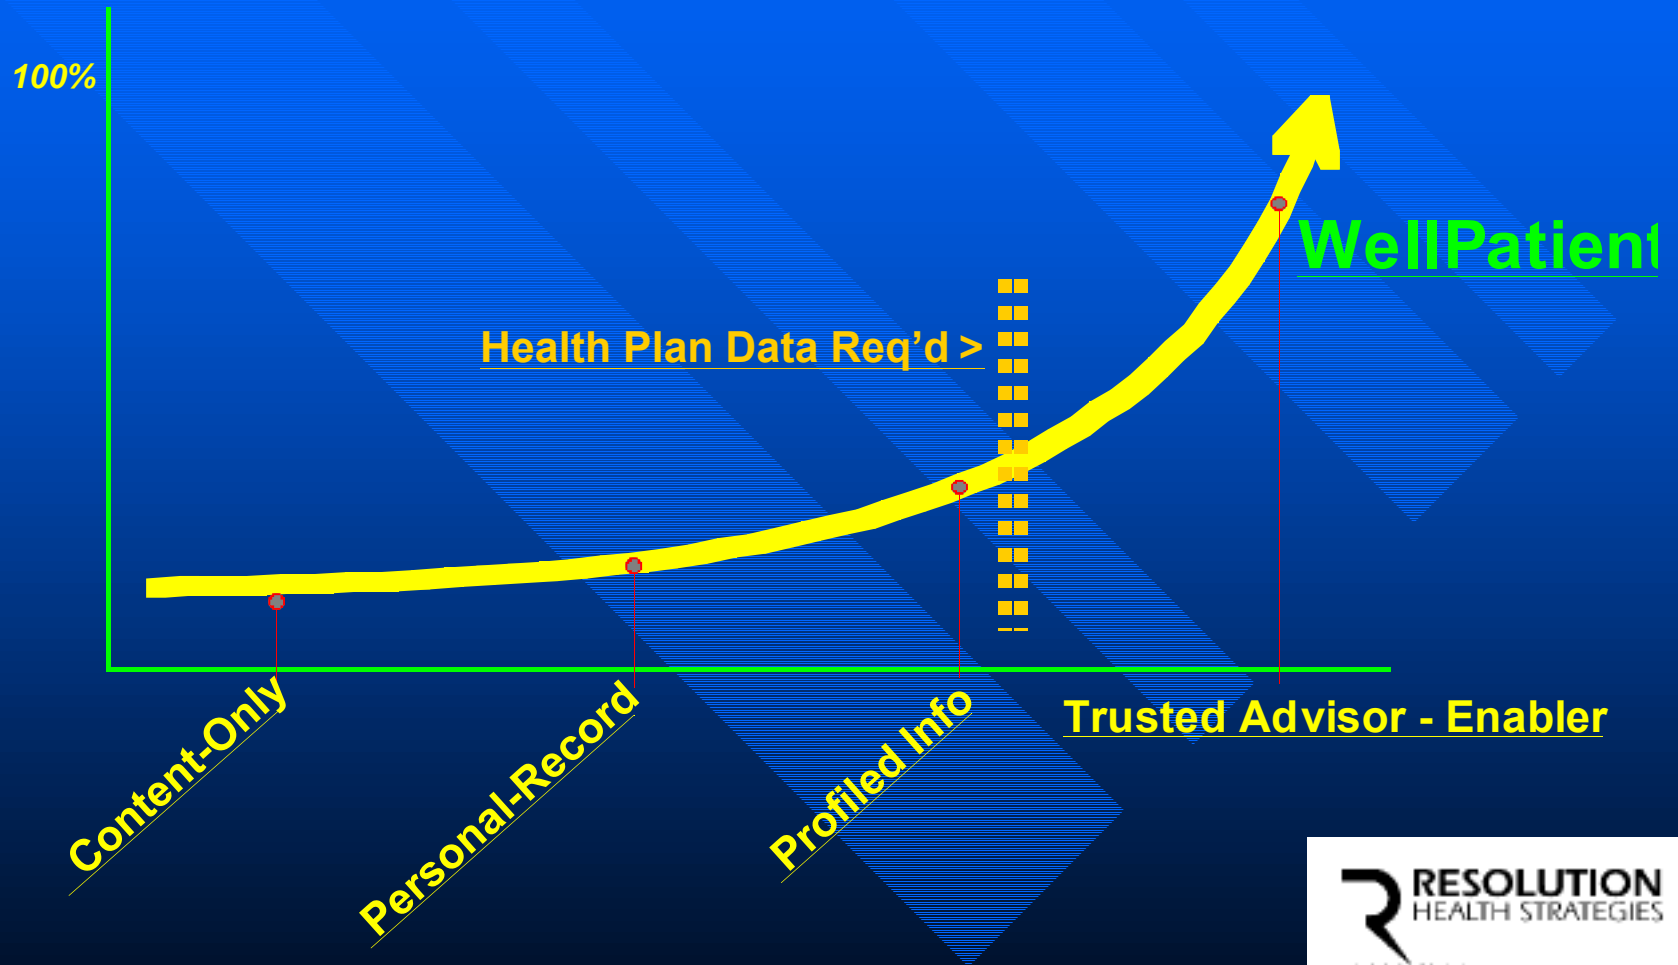 100%
WellPatient
Health Plan Data Req’d >
Content-Only
Personal-Record
Profiled Info
Trusted Advisor - Enabler
RESOLUTION
HEALTH STRATEGIES